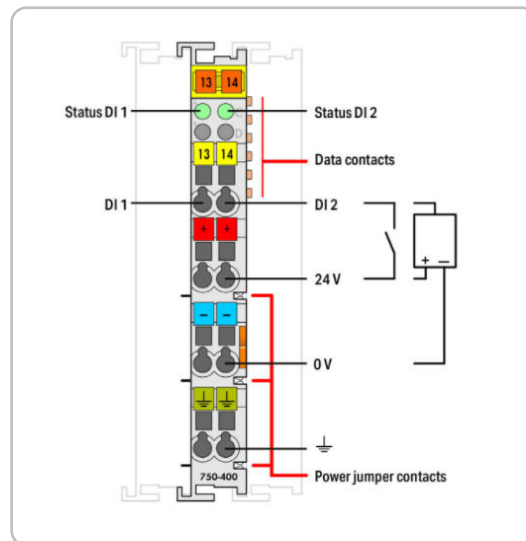 13 14
Status DI 1
Status DI 2
C
D
Data contacts
13 14
DI 1
DI 2
+ +
24 V
+ −
− −
0 V
750-400
Power jumper contacts